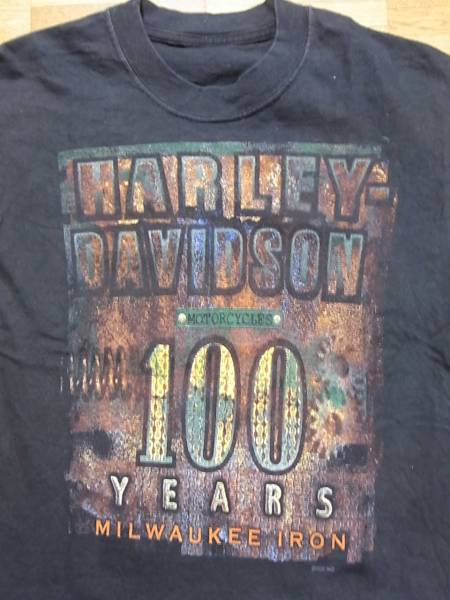 HARLEY-
DAVIDSON
MOTORCYCLES
100
YEARS
MILWAUKEE IRON